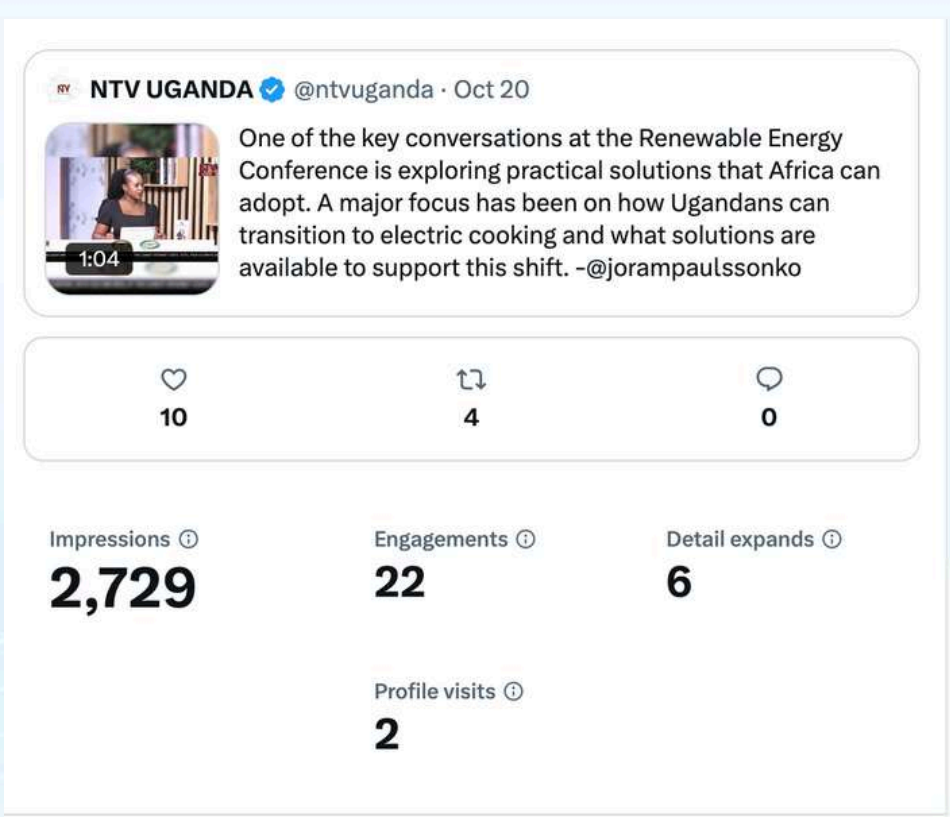 NTV UGANDA @ntvuganda · Oct 20
One of the key conversations at the Renewable Energy
Conference is exploring practical solutions that Africa can
adopt. A major focus has been on how Ugandans can
transition to electric cooking and what solutions are
available to support this shift. -@jorampaulssonko
1:04
10 4 0
Impressions Engagements Detail expands
2,729 22 6
Profile visits
2